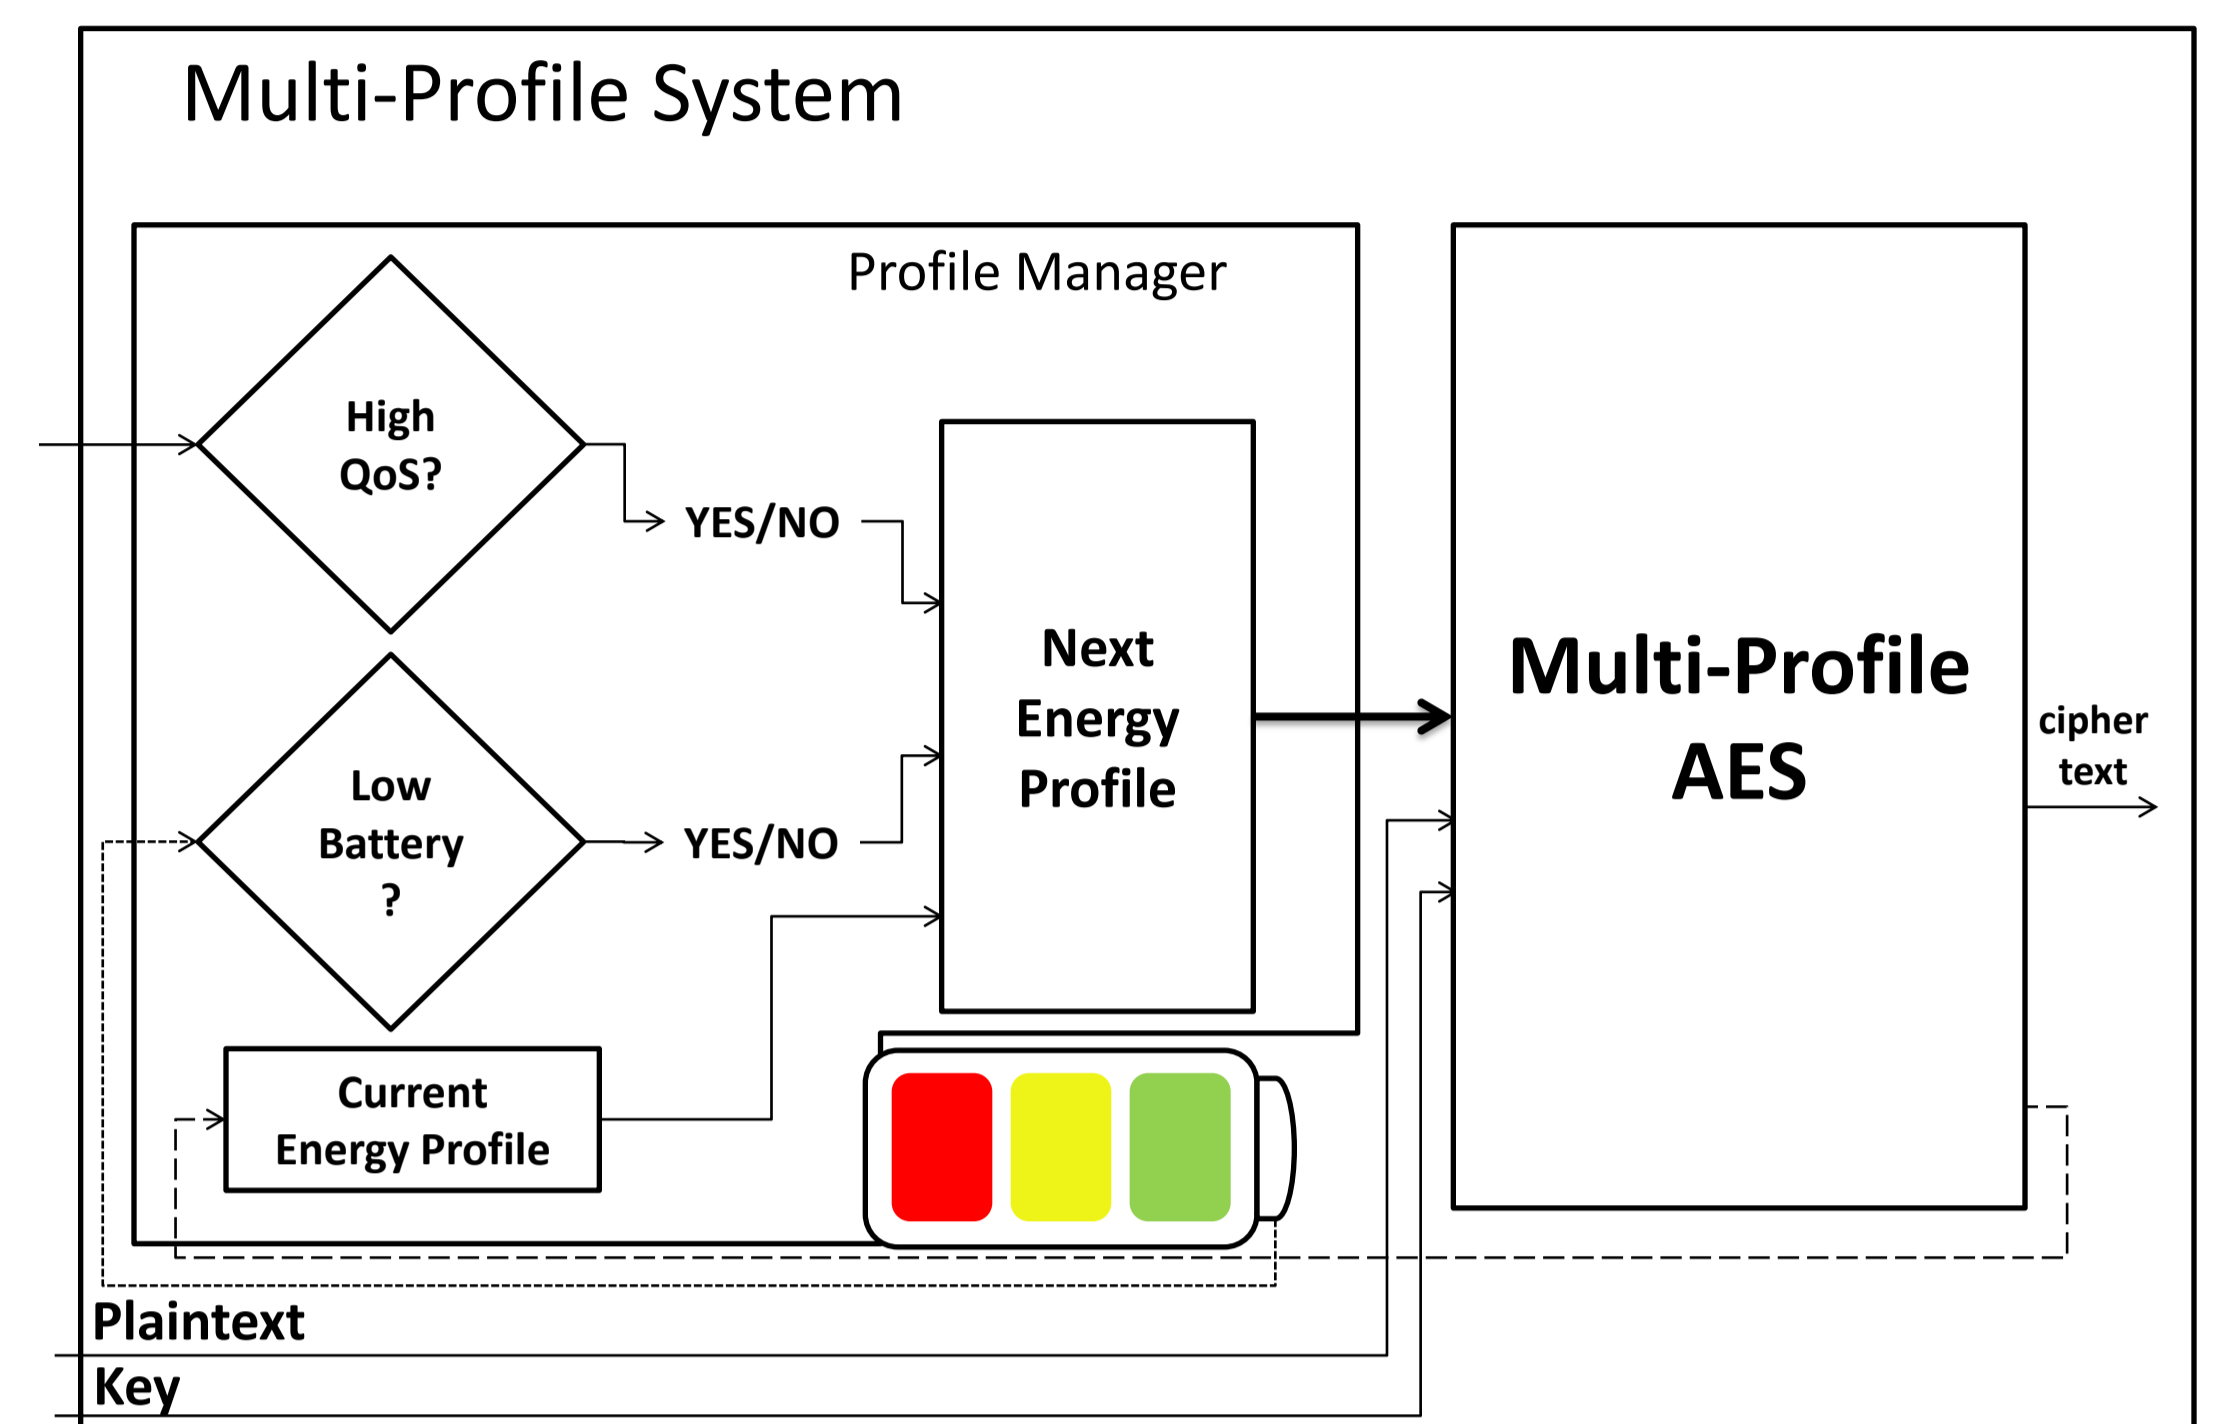 Multi-Profile System
Profile Manager
High
QoS?
YES/NO
Next
Energy
Profile
Low
Battery
?
YES/NO
Current
Energy Profile
Multi-Profile
AES
cipher
text
Plaintext
Key